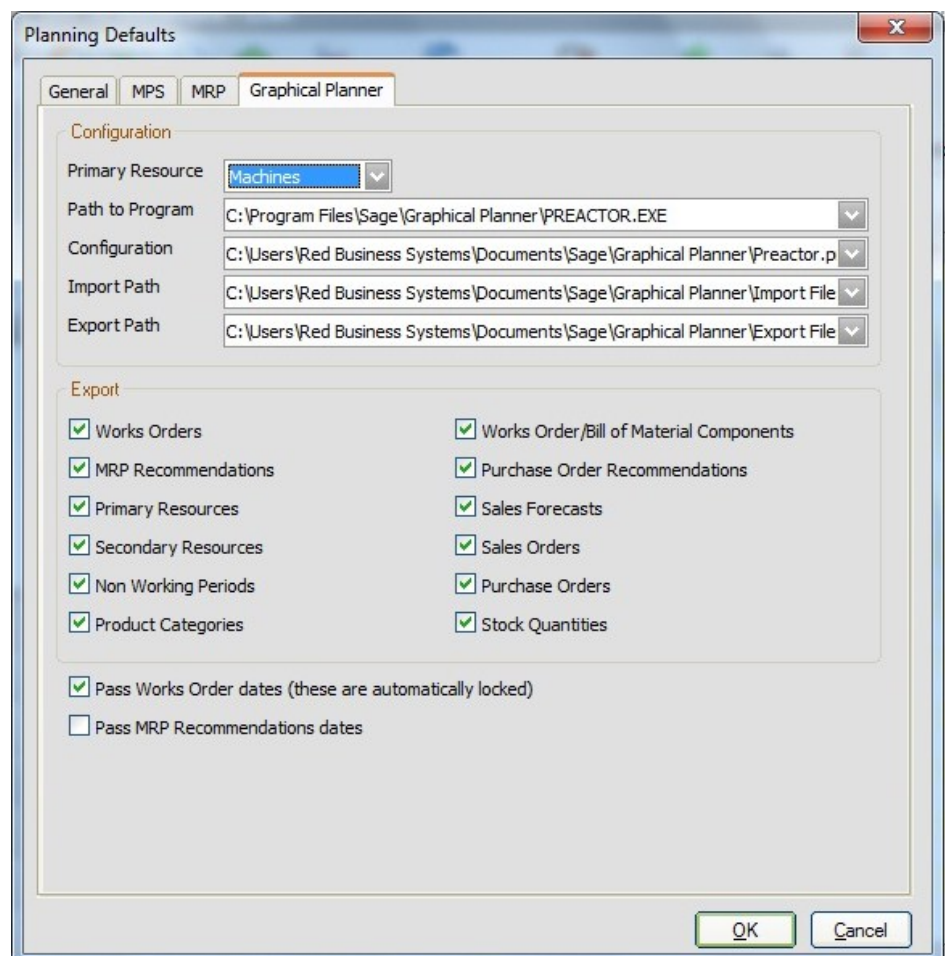 Planning Defaults
General MPS MRP Graphical Planner
Configuration
Primary Resource Machines
Path to Program C:\Program Files\Sage\Graphical Planner\PREACTOR.EXE
Configuration C:\Users\Red Business Systems\Documents\Sage\Graphical Planner\Preactor.p
Import Path C:\Users\Red Business Systems\Documents\Sage\Graphical Planner\Import File
Export Path C:\Users\Red Business Systems\Documents\Sage\Graphical Planner\Export File
Export
Works Orders Works Order/Bill of Material Components
MRP Recommendations Purchase Order Recommendations
Primary Resources Sales Forecasts
Secondary Resources Sales Orders
Non Working Periods Purchase Orders
Product Categories Stock Quantities
Pass Works Order dates (these are automatically locked)
Pass MRP Recommendations dates
OK Cancel